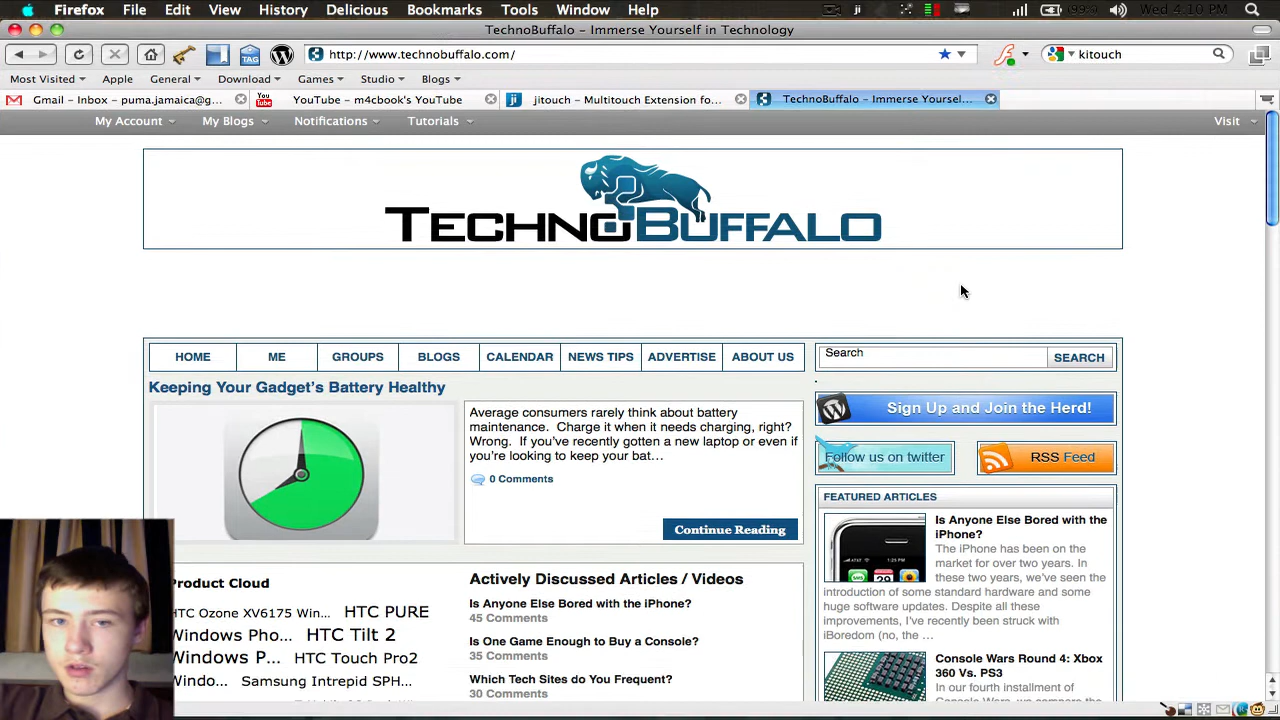 Firefox File Edit View History Delicious Bookmarks Tools Window Help Wed 4:10 PM
TechnoBuffalo – Immerse Yourself in Technology
http://www.technobuffalo.com/ kitouch
Most Visited Apple General Download Games Studio Blogs
Gmail – Inbox – puma.jamaica@g... YouTube – m4cbook's YouTube jitouch – Multitouch Extension fo... TechnoBuffalo – Immerse Yoursel...
My Account My Blogs Notifications Tutorials Visit
TECHNOBUFFALO
HOME ME GROUPS BLOGS CALENDAR NEWS TIPS ADVERTISE ABOUT US
Search SEARCH
Keeping Your Gadget's Battery Healthy
Average consumers rarely think about battery
maintenance. Charge it when it needs charging, right?
Wrong. If you've recently gotten a new laptop or even if
you're looking to keep your bat...
0 Comments
Continue Reading
Sign Up and Join the Herd!
Follow us on twitter RSS Feed
FEATURED ARTICLES
Is Anyone Else Bored with the
iPhone?
The iPhone has been on the
market for over two years. In
these two years, we've seen the
introduction of some standard hardware and some
huge software updates. Despite all these
improvements, I've recently been struck with
iBoredom (no, the ...
Console Wars Round 4: Xbox
360 Vs. PS3
In our fourth installment of
Product Cloud
HTC Ozone XV6175 Win... HTC PURE
Windows Pho... HTC Tilt 2
Windows P... HTC Touch Pro2
Windo... Samsung Intrepid SPH...
Actively Discussed Articles / Videos
Is Anyone Else Bored with the iPhone?
45 Comments
Is One Game Enough to Buy a Console?
35 Comments
Which Tech Sites do You Frequent?
30 Comments